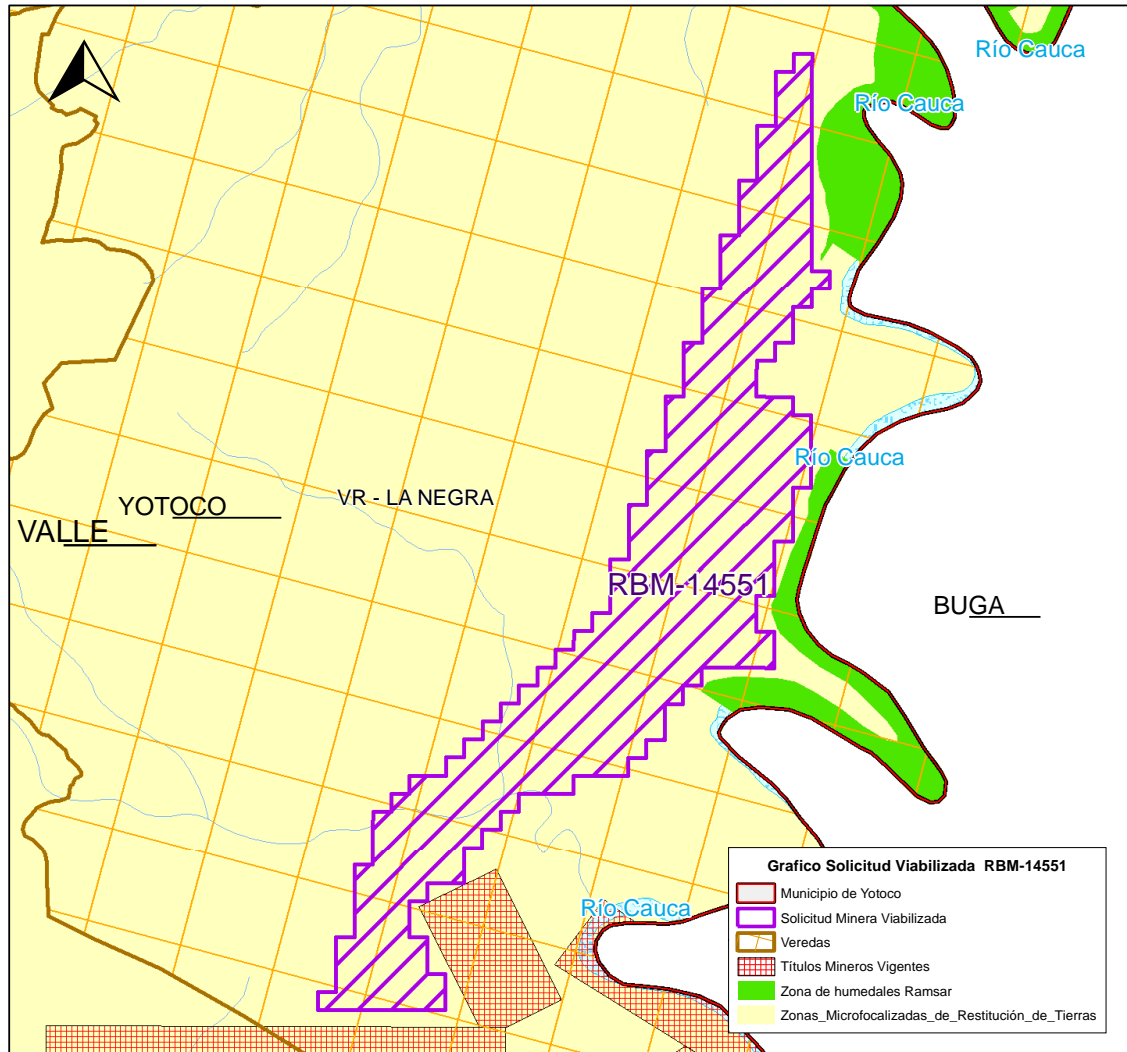 Río Cauca
Río Cauca
Río Cauca
VR - LA NEGRA
YOTOCO
VALLE
RBM-14551
BUGA
Río Cauca
Grafico Solicitud Viabilizada RBM-14551
Municipio de Yotoco
Solicitud Minera Viabilizada
Veredas
Títulos Mineros Vigentes
Zona de humedales Ramsar
Zonas_Microfocalizadas_de_Restitución_de_Tierras